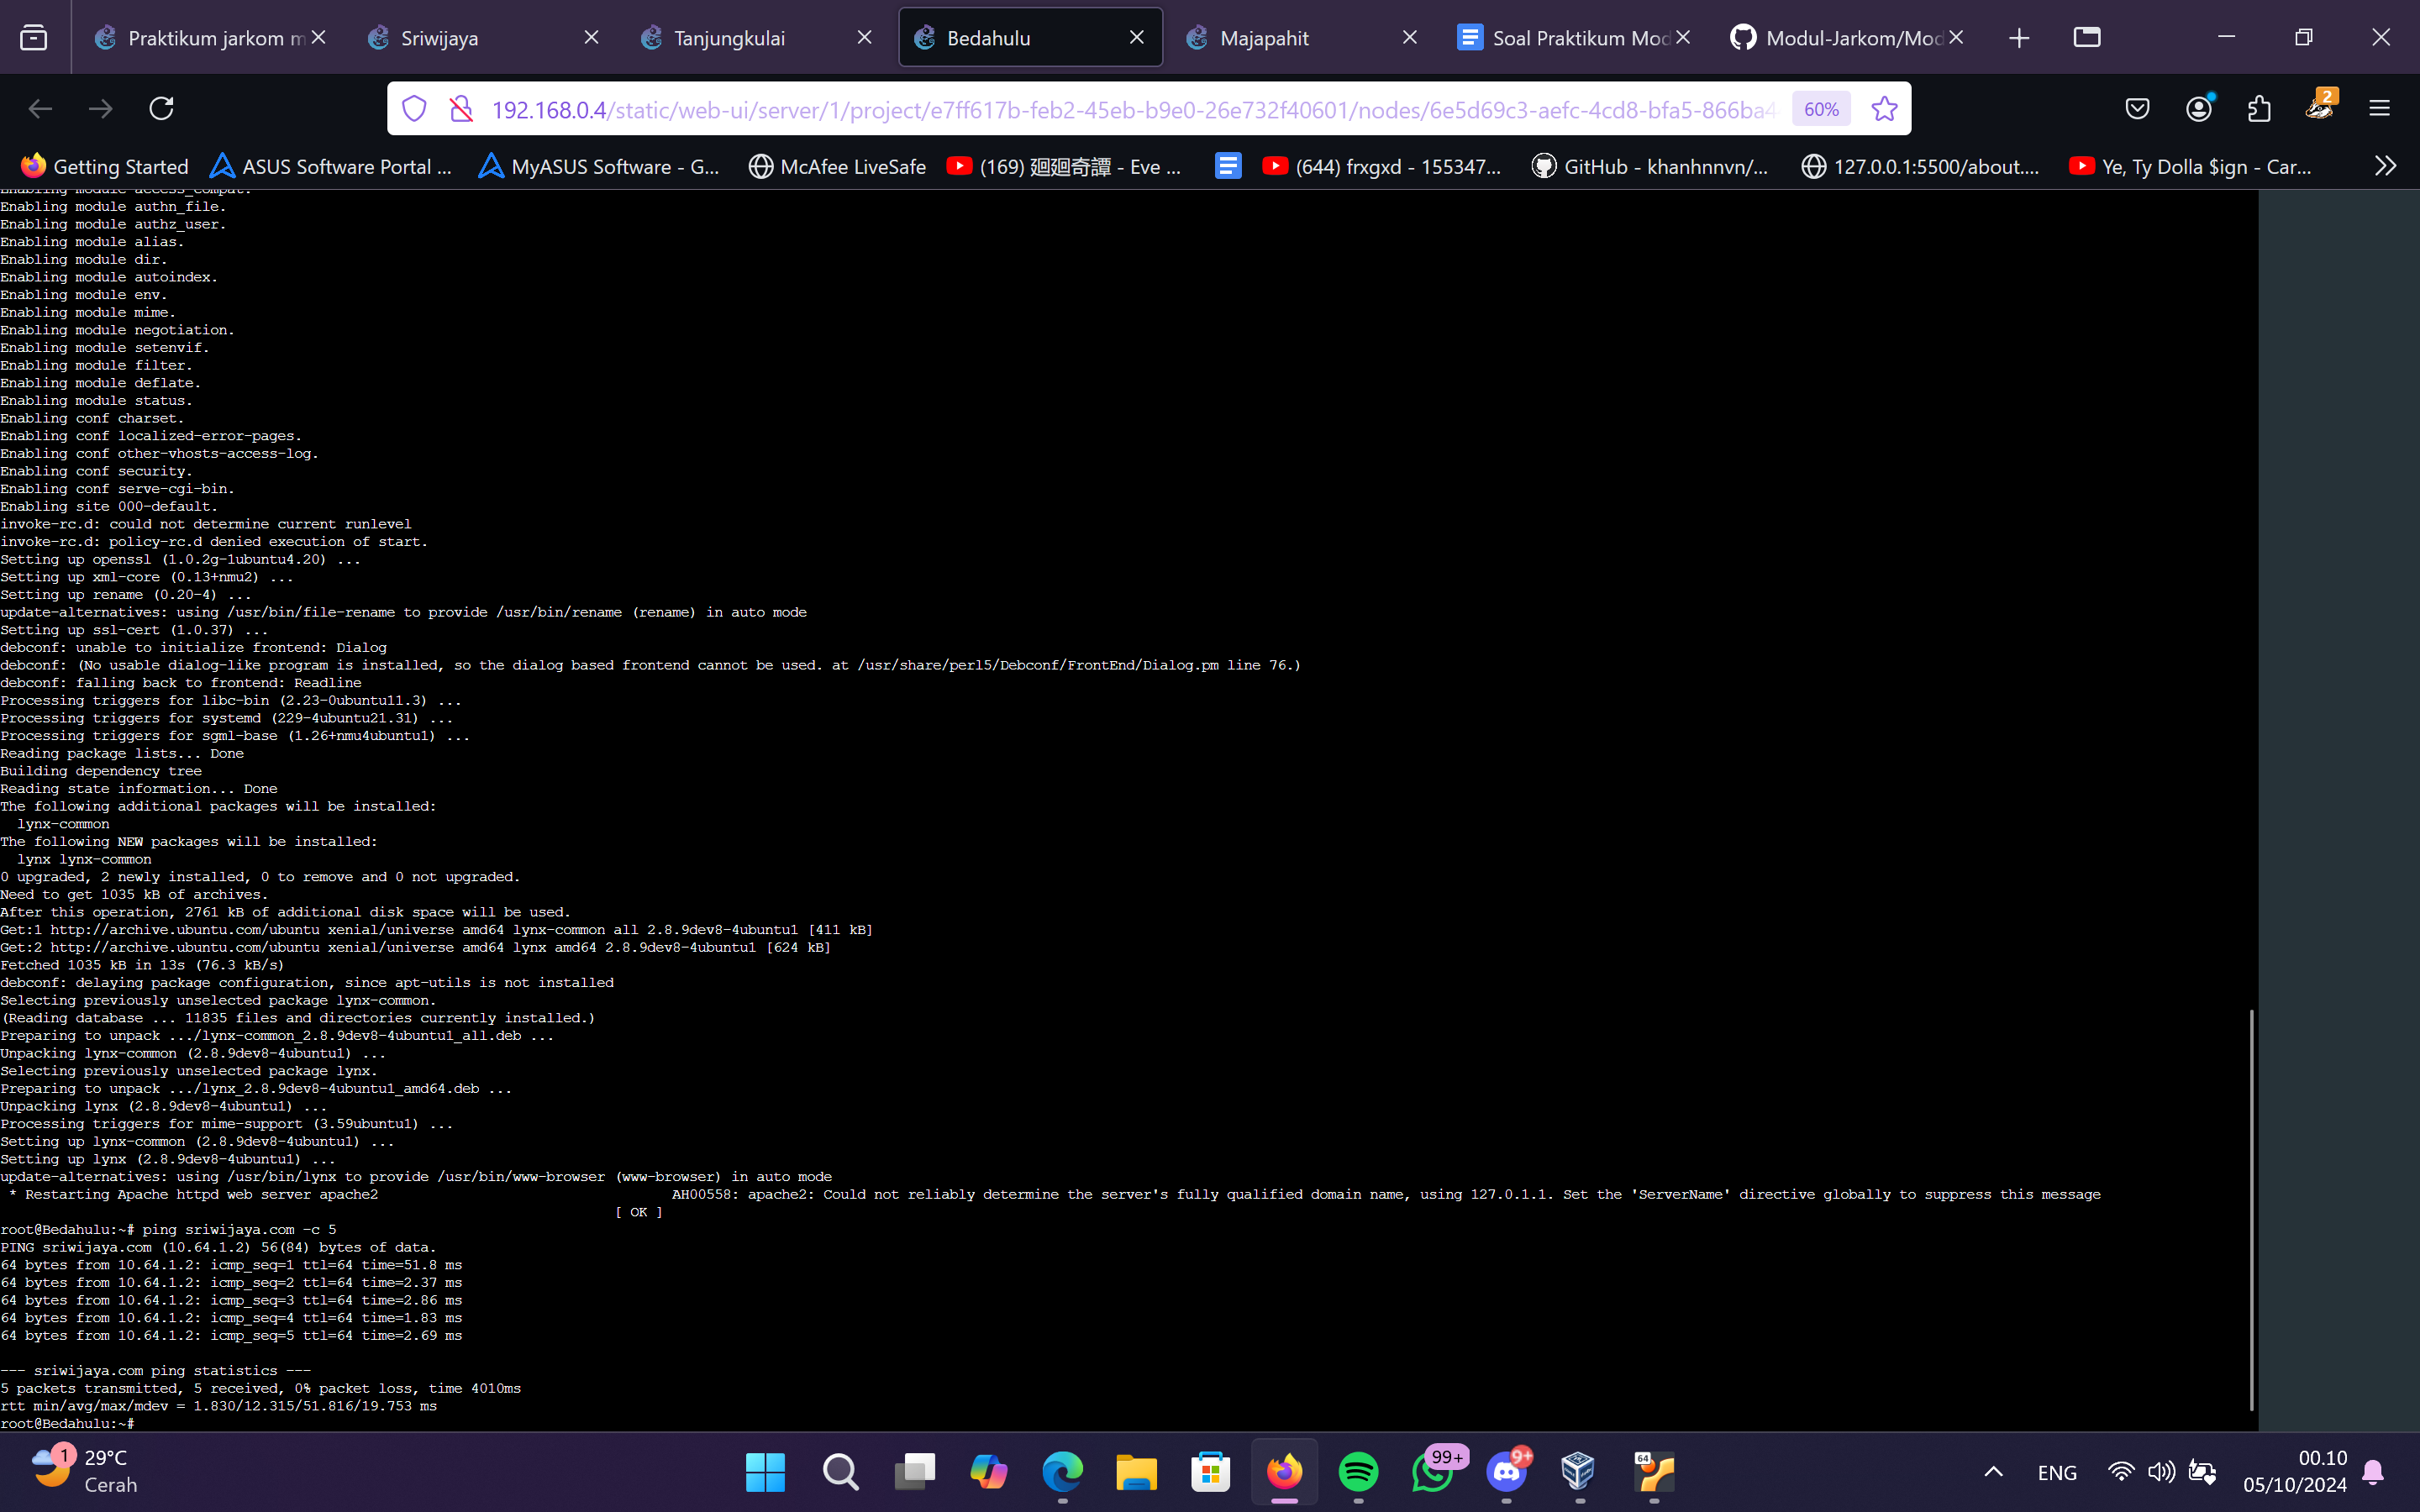 Praktikum jarkom m
Sriwijaya
Tanjungkulai
Bedahulu
Majapahit
Soal Praktikum Mod
Modul-Jarkom/Mod
192.168.0.4/static/web-ui/server/1/project/e7ff617b-feb2-45eb-b9e0-26e732f40601/nodes/6e5d69c3-aefc-4cd8-bfa5-866ba4
60%
2
Getting Started
ASUS Software Portal ...
MyASUS Software - G...
McAfee LiveSafe
(169) 廻廻奇譚 - Eve ...
(644) frxgxd - 155347...
GitHub - khanhnnvn/...
127.0.0.1:5500/about....
Ye, Ty Dolla $ign - Car...
Enabling module access_compat.
Enabling module authn_file.
Enabling module authz_user.
Enabling module alias.
Enabling module dir.
Enabling module autoindex.
Enabling module env.
Enabling module mime.
Enabling module negotiation.
Enabling module setenvif.
Enabling module filter.
Enabling module deflate.
Enabling module status.
Enabling conf charset.
Enabling conf localized-error-pages.
Enabling conf other-vhosts-access-log.
Enabling conf security.
Enabling conf serve-cgi-bin.
Enabling site 000-default.
invoke-rc.d: could not determine current runlevel
invoke-rc.d: policy-rc.d denied execution of start.
Setting up openssl (1.0.2g-1ubuntu4.20) ...
Setting up xml-core (0.13+nmu2) ...
Setting up rename (0.20-4) ...
update-alternatives: using /usr/bin/file-rename to provide /usr/bin/rename (rename) in auto mode
Setting up ssl-cert (1.0.37) ...
debconf: unable to initialize frontend: Dialog
debconf: (No usable dialog-like program is installed, so the dialog based frontend cannot be used. at /usr/share/perl5/Debconf/FrontEnd/Dialog.pm line 76.)
debconf: falling back to frontend: Readline
Processing triggers for libc-bin (2.23-0ubuntu11.3) ...
Processing triggers for systemd (229-4ubuntu21.31) ...
Processing triggers for sgml-base (1.26+nmu4ubuntu1) ...
Reading package lists... Done
Building dependency tree
Reading state information... Done
The following additional packages will be installed:
lynx-common
The following NEW packages will be installed:
lynx lynx-common
0 upgraded, 2 newly installed, 0 to remove and 0 not upgraded.
Need to get 1035 kB of archives.
After this operation, 2761 kB of additional disk space will be used.
Get:1 http://archive.ubuntu.com/ubuntu xenial/universe amd64 lynx-common all 2.8.9dev8-4ubuntu1 [411 kB]
Get:2 http://archive.ubuntu.com/ubuntu xenial/universe amd64 lynx amd64 2.8.9dev8-4ubuntu1 [624 kB]
Fetched 1035 kB in 13s (76.3 kB/s)
debconf: delaying package configuration, since apt-utils is not installed
Selecting previously unselected package lynx-common.
(Reading database ... 11835 files and directories currently installed.)
Preparing to unpack .../lynx-common_2.8.9dev8-4ubuntu1_all.deb ...
Unpacking lynx-common (2.8.9dev8-4ubuntu1) ...
Selecting previously unselected package lynx.
Preparing to unpack .../lynx_2.8.9dev8-4ubuntu1_amd64.deb ...
Unpacking lynx (2.8.9dev8-4ubuntu1) ...
Processing triggers for mime-support (3.59ubuntu1) ...
Setting up lynx-common (2.8.9dev8-4ubuntu1) ...
Setting up lynx (2.8.9dev8-4ubuntu1) ...
update-alternatives: using /usr/bin/lynx to provide /usr/bin/www-browser (www-browser) in auto mode
* Restarting Apache httpd web server apache2 AH00558: apache2: Could not reliably determine the server's fully qualified domain name, using 127.0.1.1. Set the 'ServerName' directive globally to suppress this message
[ OK ]
root@Bedahulu:~# ping sriwijaya.com -c 5
PING sriwijaya.com (10.64.1.2) 56(84) bytes of data.
64 bytes from 10.64.1.2: icmp_seq=1 ttl=64 time=51.8 ms
64 bytes from 10.64.1.2: icmp_seq=2 ttl=64 time=2.37 ms
64 bytes from 10.64.1.2: icmp_seq=3 ttl=64 time=2.86 ms
64 bytes from 10.64.1.2: icmp_seq=4 ttl=64 time=1.83 ms
64 bytes from 10.64.1.2: icmp_seq=5 ttl=64 time=2.69 ms
--- sriwijaya.com ping statistics ---
5 packets transmitted, 5 received, 0% packet loss, time 4010ms
rtt min/avg/max/mdev = 1.830/12.315/51.816/19.753 ms
root@Bedahulu:~#
1
29°C
Cerah
99+
9+
64
ENG
00.10
05/10/2024